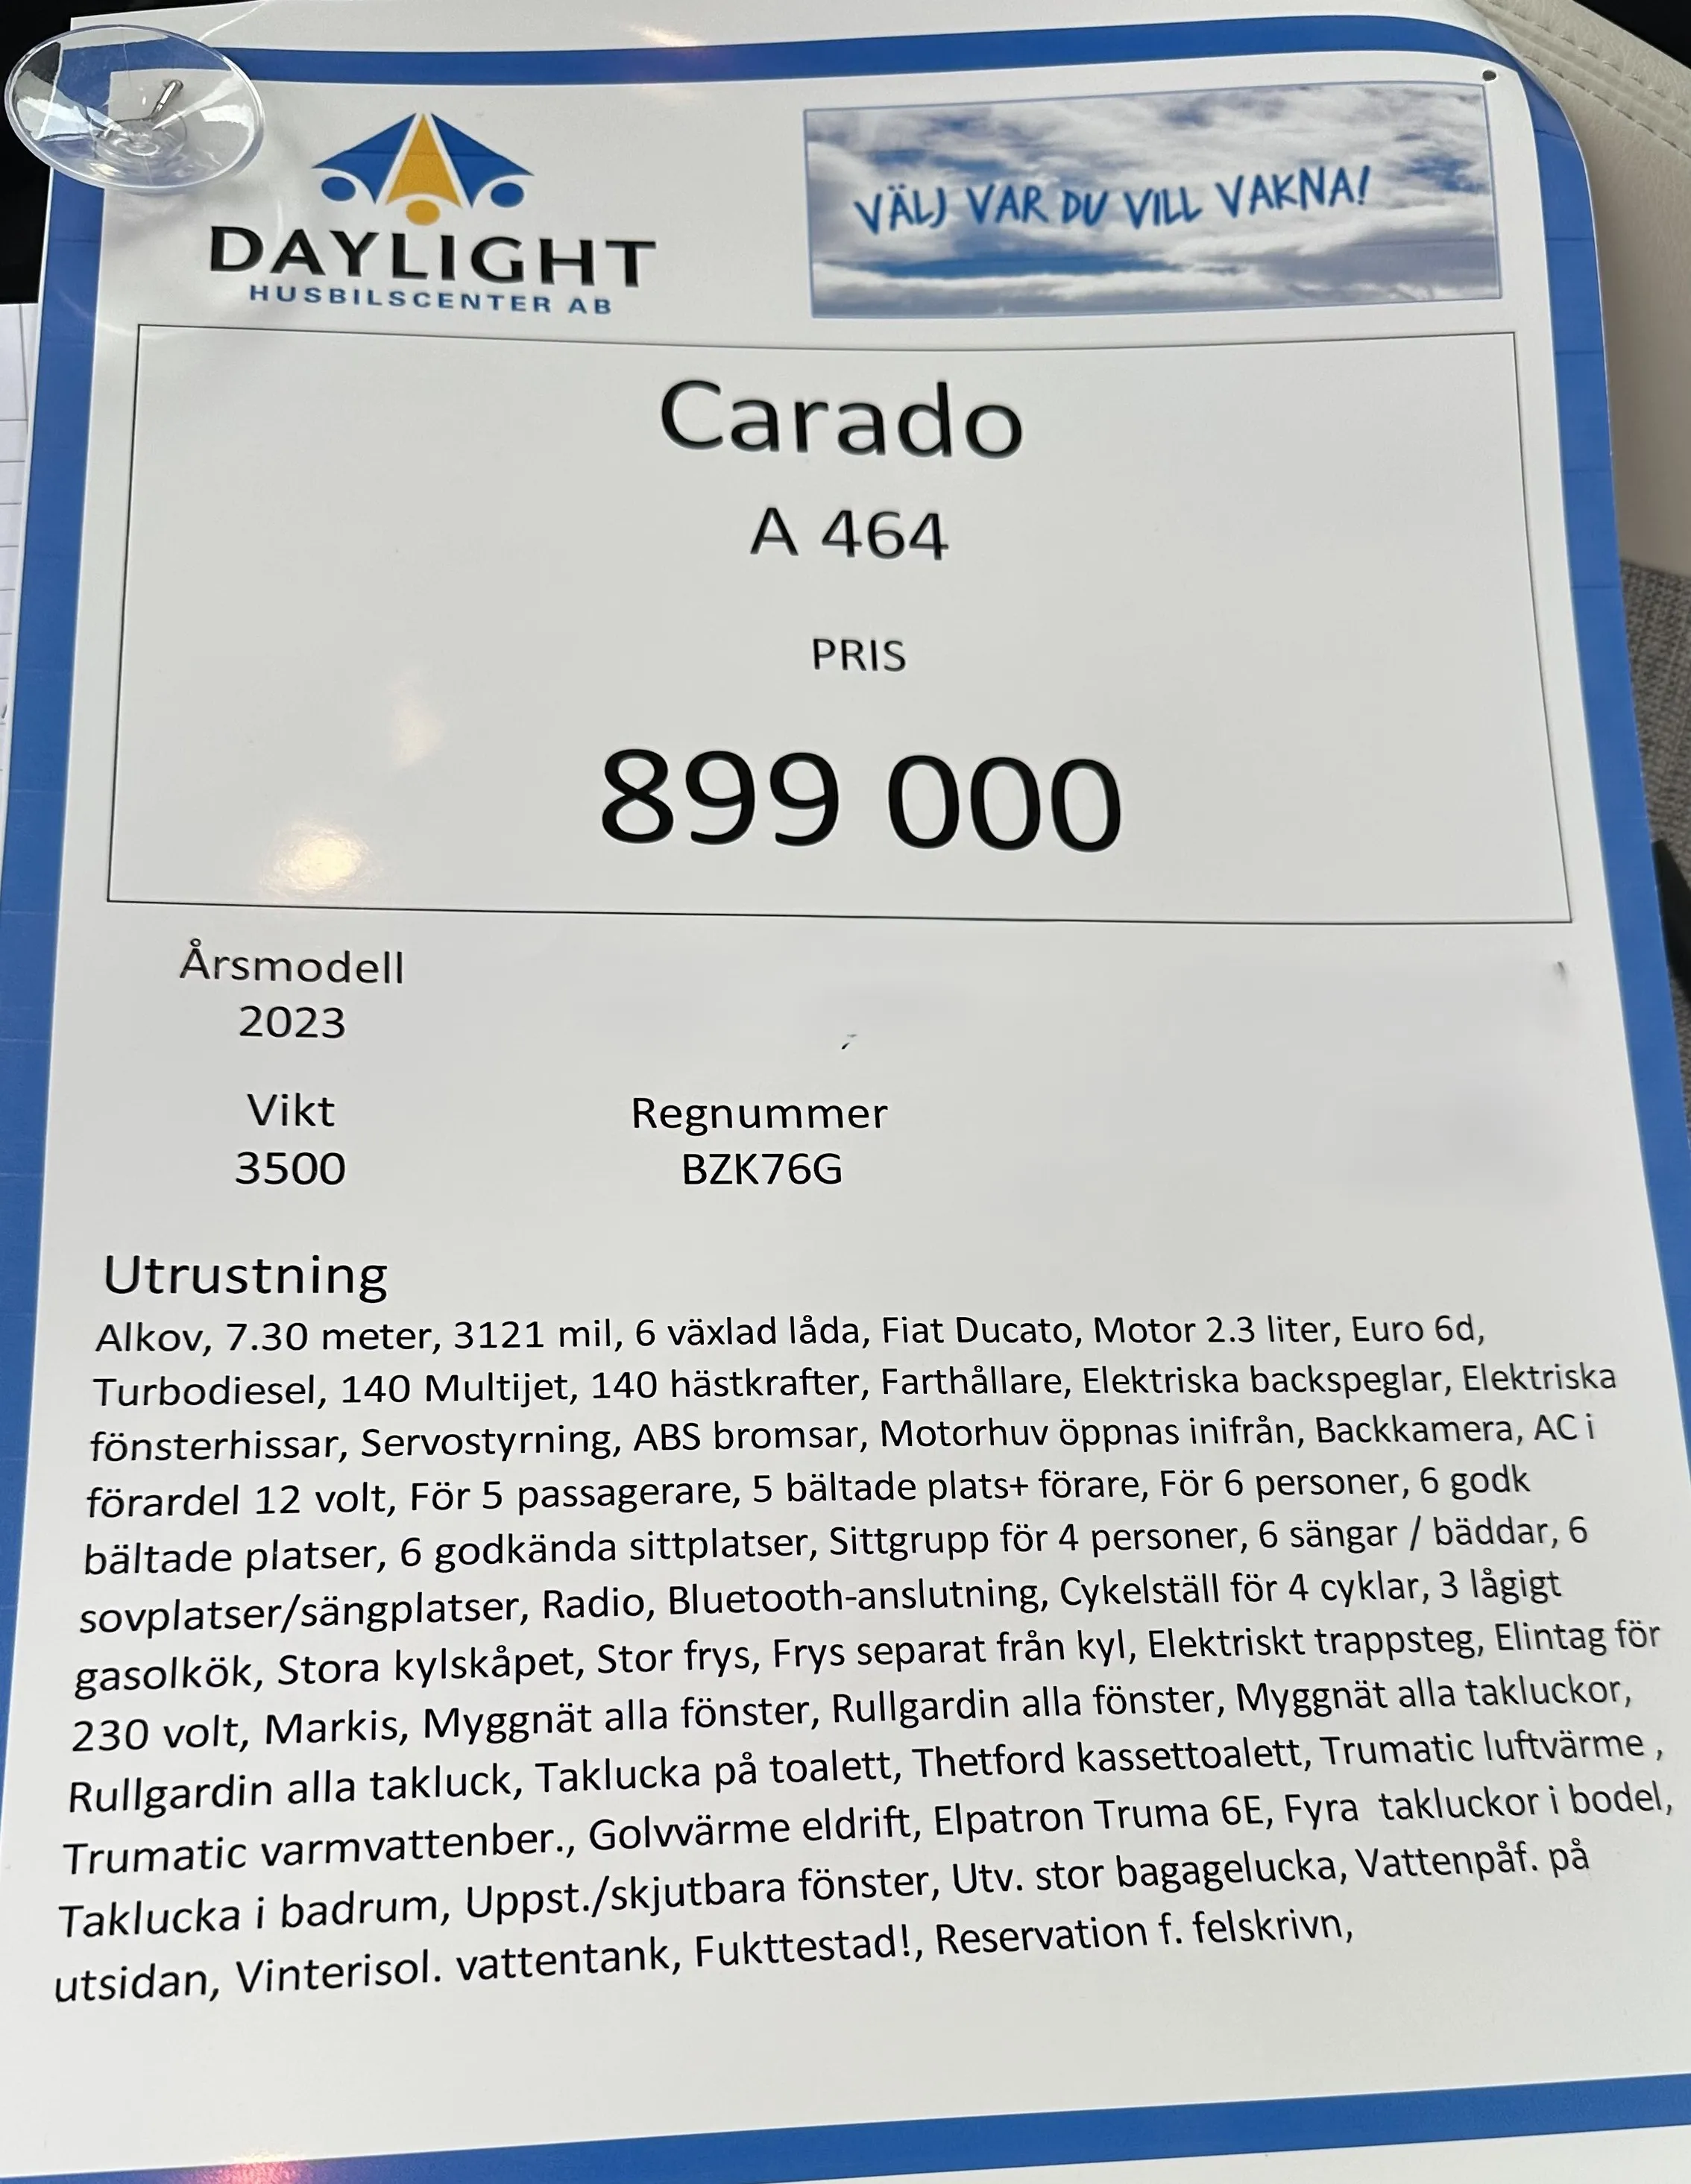 VÄLJ VAR DU VILL VAKNA!
DAYLIGHT
HUSBILSCENTER AB
Carado
A 464
PRIS
899 000
Årsmodell
2023
Vikt
3500
Regnummer
BZK76G
Utrustning
Alkov, 7.30 meter, 3121 mil, 6 växlad låda, Fiat Ducato, Motor 2.3 liter, Euro 6d,
Turbodiesel, 140 Multijet, 140 hästkrafter, Farthållare, Elektriska backspeglar, Elektriska
fönsterhissar, Servostyrning, ABS bromsar, Motorhuv öppnas inifrån, Backkamera, AC i
förardel 12 volt, För 5 passagerare, 5 bältade plats+ förare, För 6 personer, 6 godk
bältade platser, 6 godkända sittplatser, Sittgrupp för 4 personer, 6 sängar / bäddar, 6
sovplatser/sängplatser, Radio, Bluetooth-anslutning, Cykelställ för 4 cyklar, 3 lågigt
gasolkök, Stora kylskåpet, Stor frys, Frys separat från kyl, Elektriskt trappsteg, Elintag för
230 volt, Markis, Myggnät alla fönster, Rullgardin alla fönster, Myggnät alla takluckor,
Rullgardin alla takluck, Taklucka på toalett, Thetford kassettoalett, Trumatic luftvärme ,
Trumatic varmvattenber., Golvvärme eldrift, Elpatron Truma 6E, Fyra  takluckor i bodel,
Taklucka i badrum, Uppst./skjutbara fönster, Utv. stor bagagelucka, Vattenpåf. på
utsidan, Vinterisol. vattentank, Fukttestad!, Reservation f. felskrivn,